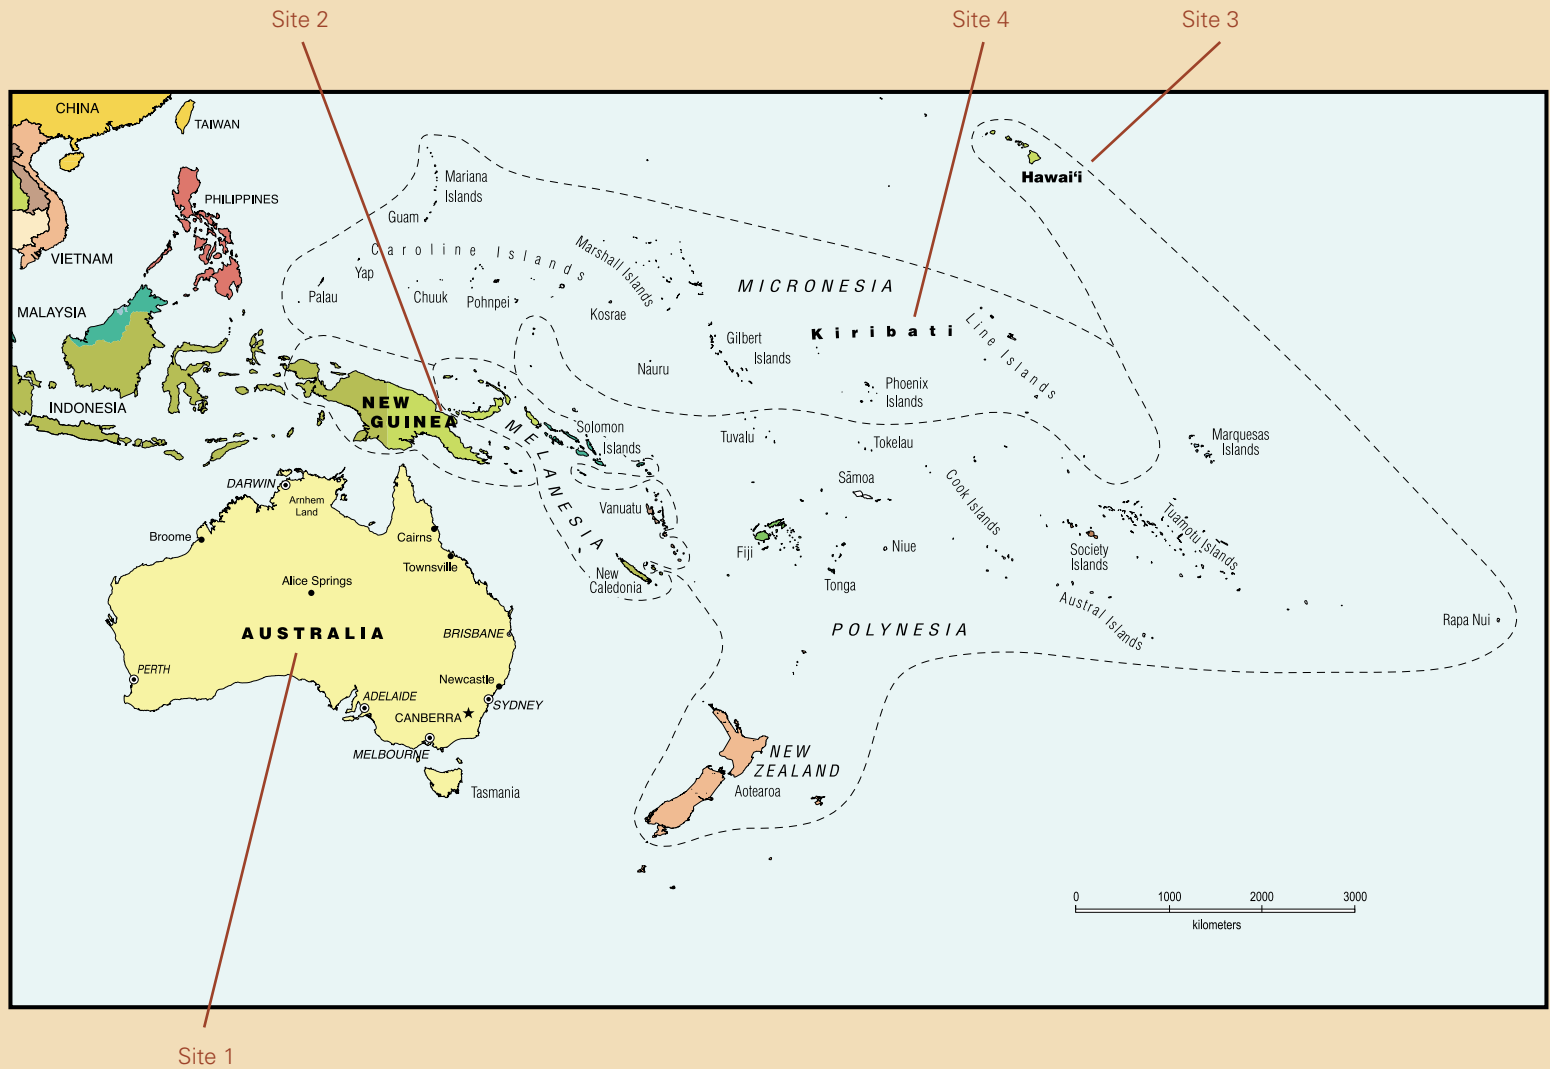 Site 2
Site 4
Site 3
CHINA
TAIWAN
PHILIPPINES
VIETNAM
MALAYSIA
INDONESIA
Mariana
Islands
Guam
Caroline Islands
Yap
Palau
Chuuk
Pohnpei
Kosrae
Marshall Islands
MICRONESIA
Hawai‘i
Kiribati
Gilbert
Islands
Nauru
Line Islands
Phoenix
Islands
NEW
GUINEA
MELANESIA
Solomon
Islands
Tuvalu
Tokelau
Marquesas
Islands
Sāmoa
Cook Islands
Vanuatu
Fiji
Niue
Tonga
Society
Islands
Tuamotu Islands
New
Caledonia
Austral Islands
POLYNESIA
Rapa Nui
DARWIN
Arnhem
Land
Broome
Cairns
Townsville
Alice Springs
AUSTRALIA
BRISBANE
PERTH
Newcastle
ADELAIDE
SYDNEY
CANBERRA
MELBOURNE
Tasmania
NEW
ZEALAND
Aotearoa
0 1000 2000 3000
kilometers
Site 1